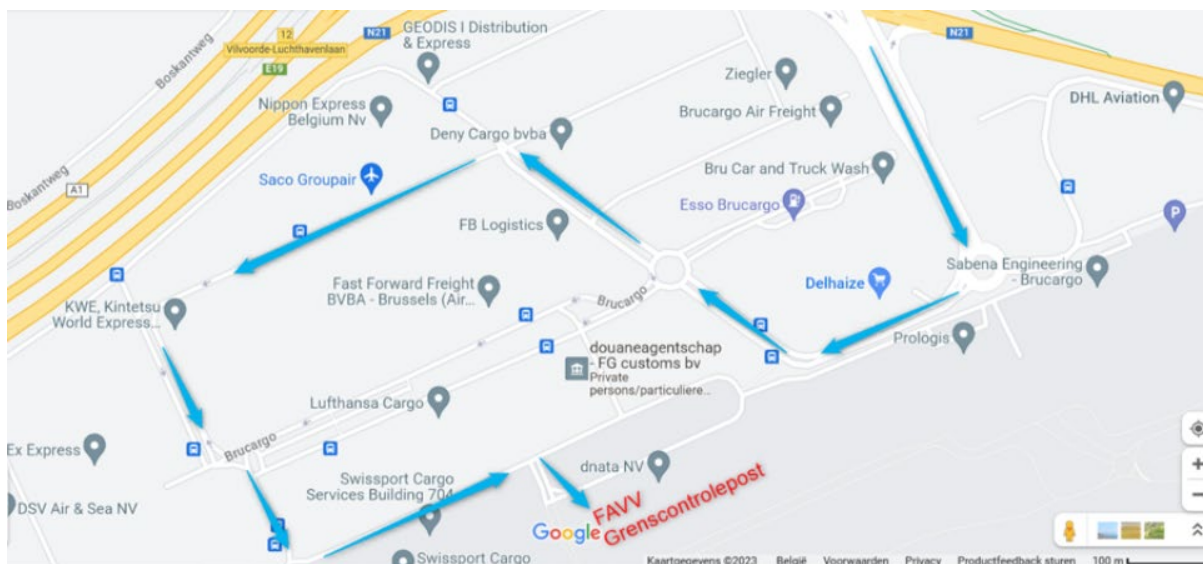 GEODIS I Distribution
& Express
N21
12
Vilvoorde-Luchthavenlaan
E19
Boskantweg
N21
Ziegler
DHL Aviation
Nippon Express
Belgium Nv
Deny Cargo bvba
Brucargo Air Freight
Boskantweg
A1
Saco Groupair
Bru Car and Truck Wash
Esso Brucargo
P
FB Logistics
Sabena Engineering
- Brucargo
Fast Forward Freight
BVBA - Brussels (Air...
Brucargo
Delhaize
KWE, Kintetsu
World Express...
Prologis
douaneagentschap
- FG customs bv
Private
persons/particuliere...
Lufthansa Cargo
Brucargo
Ex Express
Swissport Cargo
Services Building 704
dnata NV
DSV Air & Sea NV
FAVV
Grenscontrolepost
Google
Swissport Cargo
Kaartgegevens ©2023 België Voorwaarden Privacy Productfeedback sturen 100 m